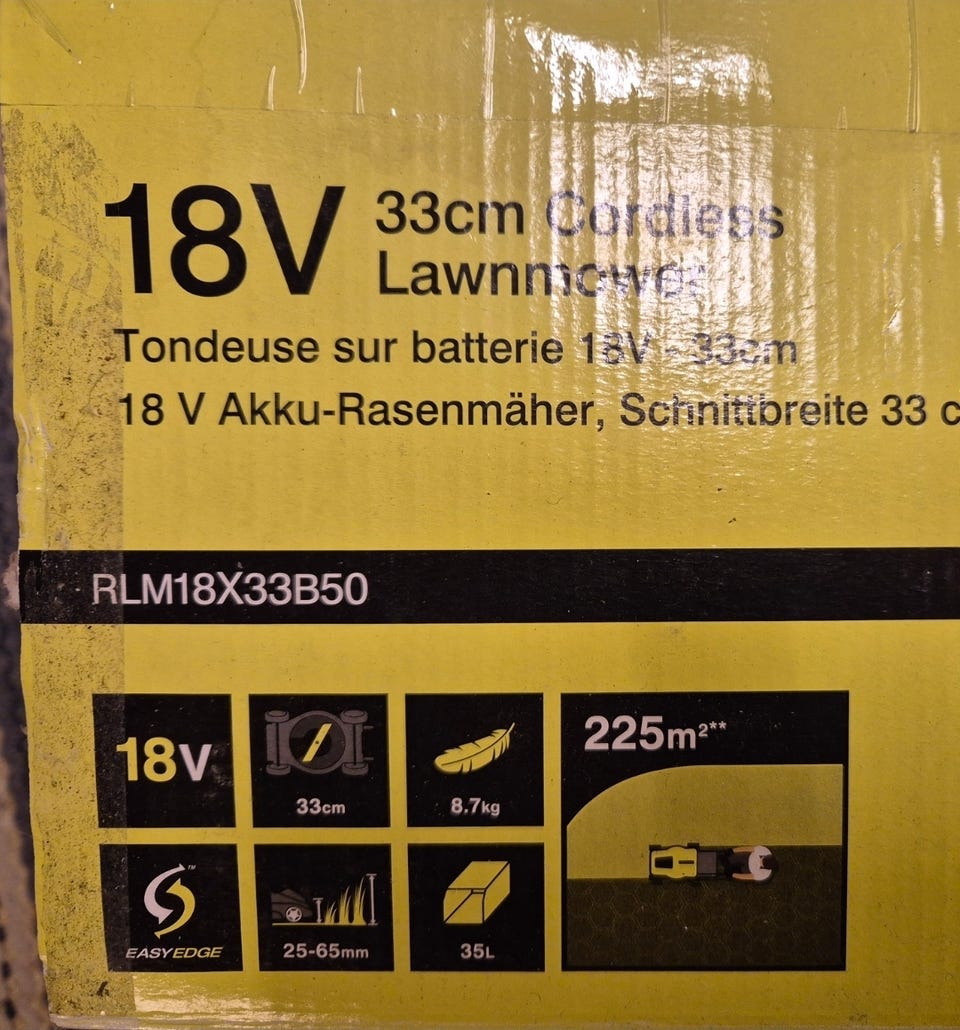 18V 33cm Cordless
Lawnmower
Tondeuse sur batterie 18V - 33cm
18 V Akku-Rasenmäher, Schnittbreite 33 c
RLM18X33B50
18V
33cm
8.7kg
225m²**
EASYEDGE™
25-65mm
35L